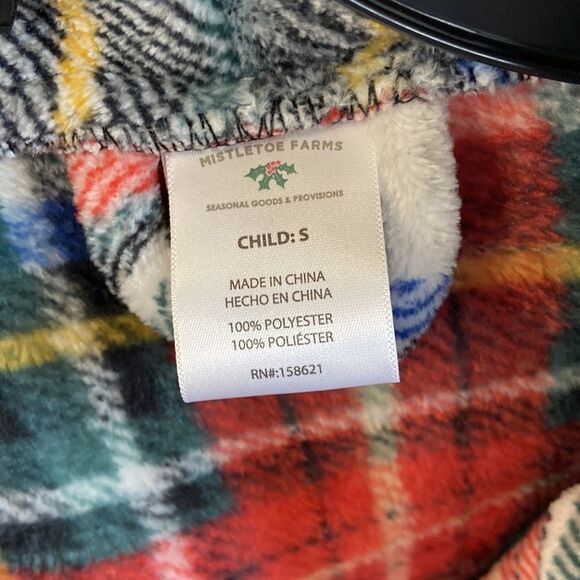 MISTLETOE FARMS
SEASONAL GOODS & PROVISIONS
CHILD: S
MADE IN CHINA
HECHO EN CHINA
100% POLYESTER
100% POLIÉSTER
RN#:158621